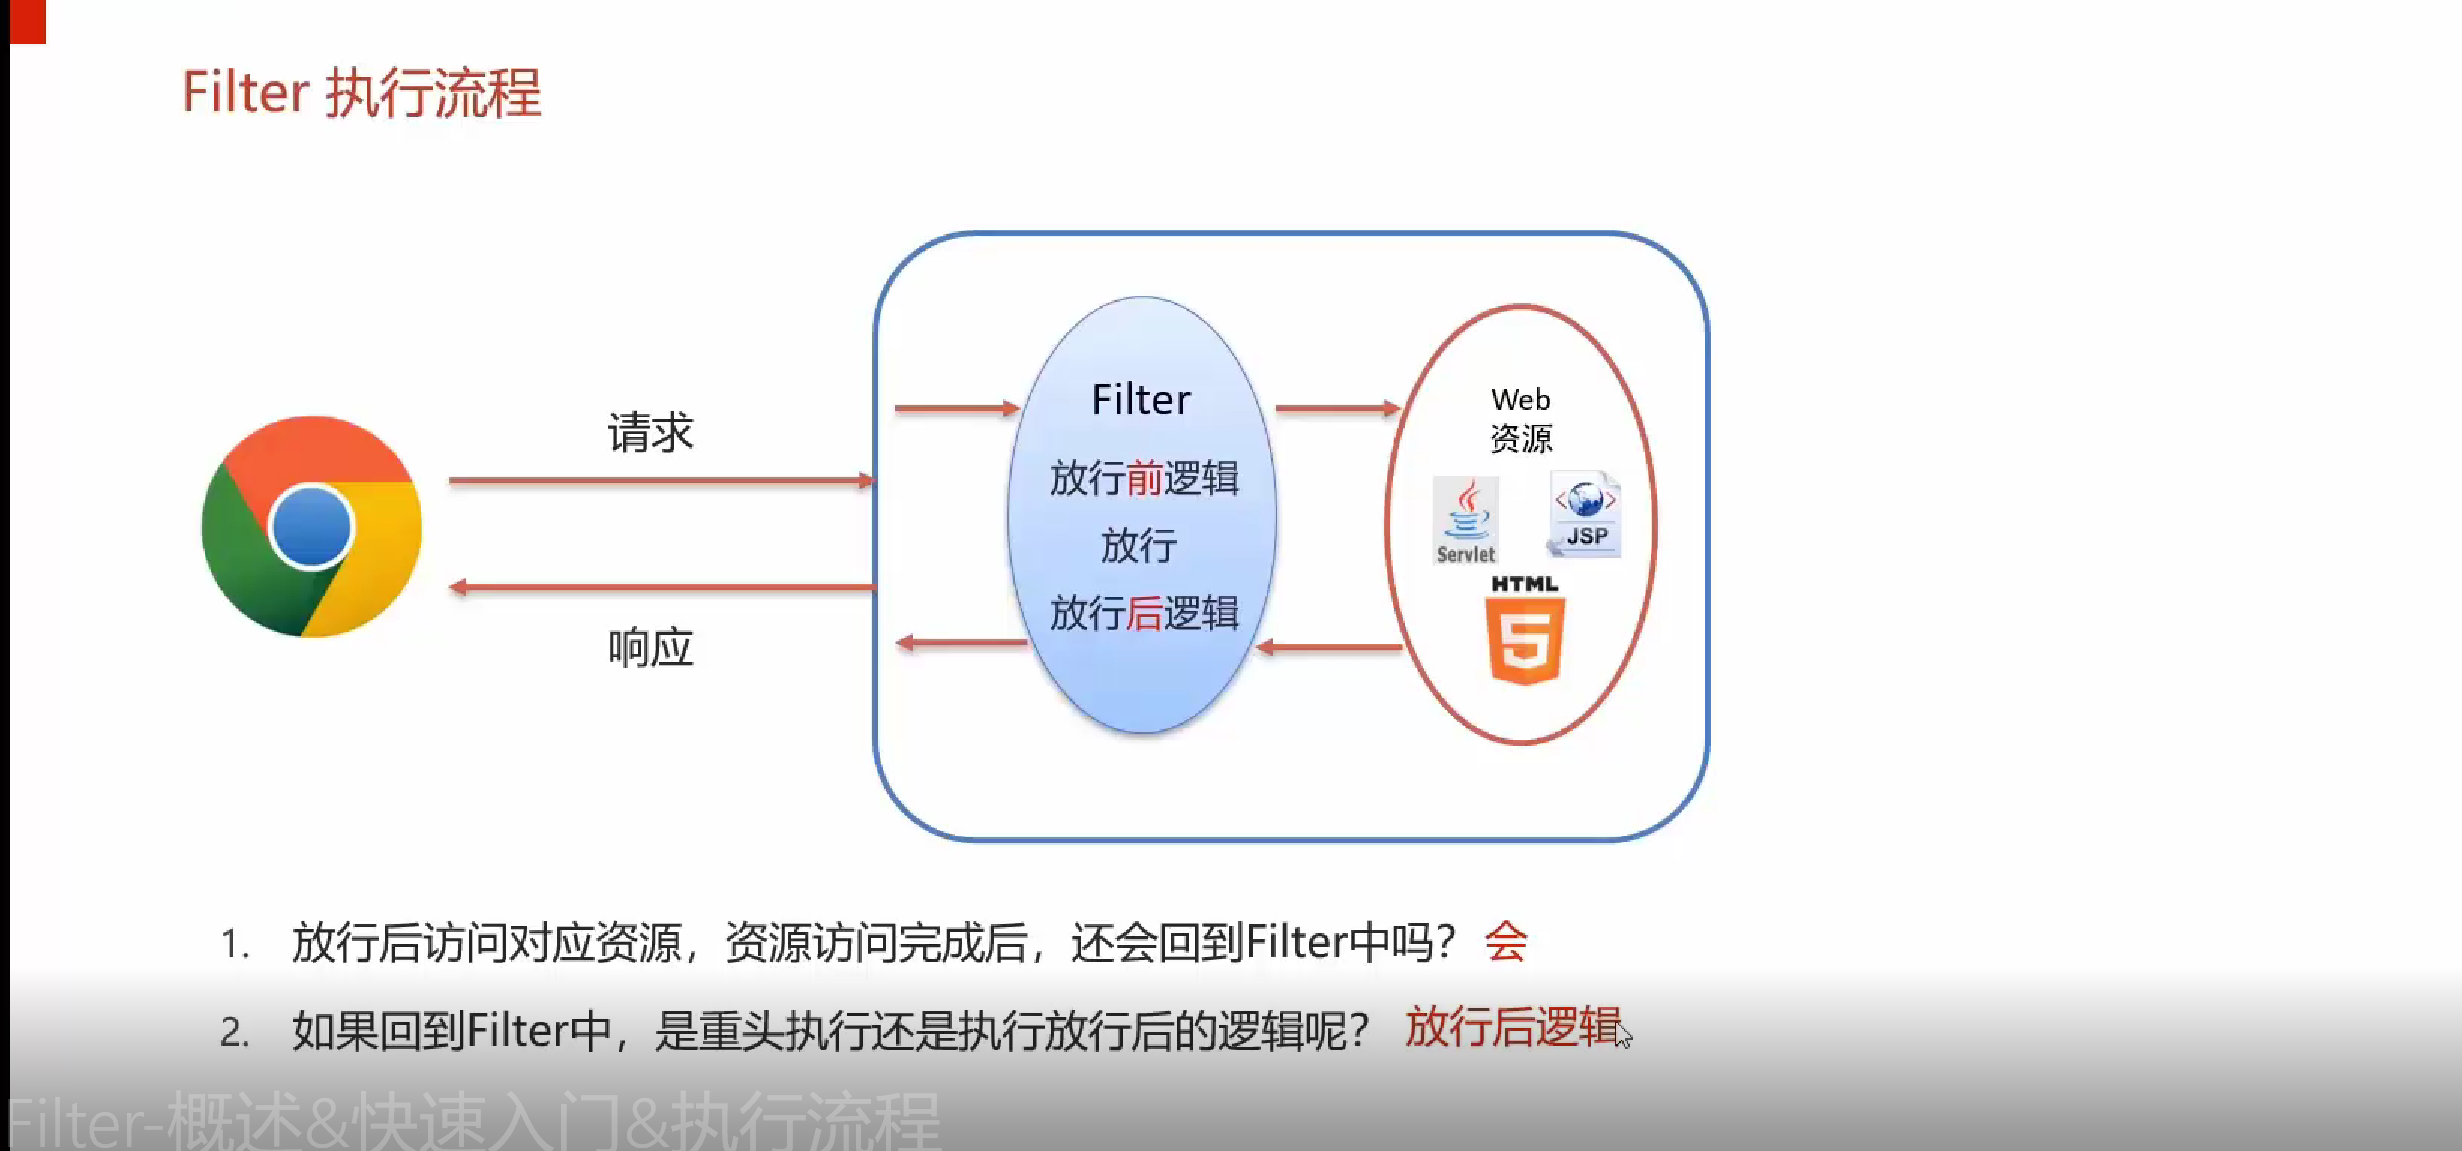 Filter 执行流程
请求
响应
Filter
放行前逻辑
放行
放行后逻辑
Web
资源
Servlet
JSP
HTML
5
1. 放行后访问对应资源，资源访问完成后，还会回到Filter中吗？ 会
2. 如果回到Filter中，是重头执行还是执行放行后的逻辑呢？ 放行后逻辑
Filter-概述&快速入门&执行流程